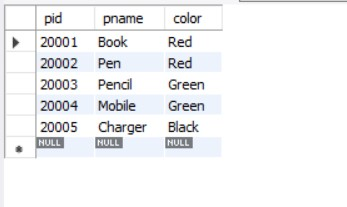 pid pname color
20001 Book Red
20002 Pen Red
20003 Pencil Green
20004 Mobile Green
20005 Charger Black
NULL NULL NULL